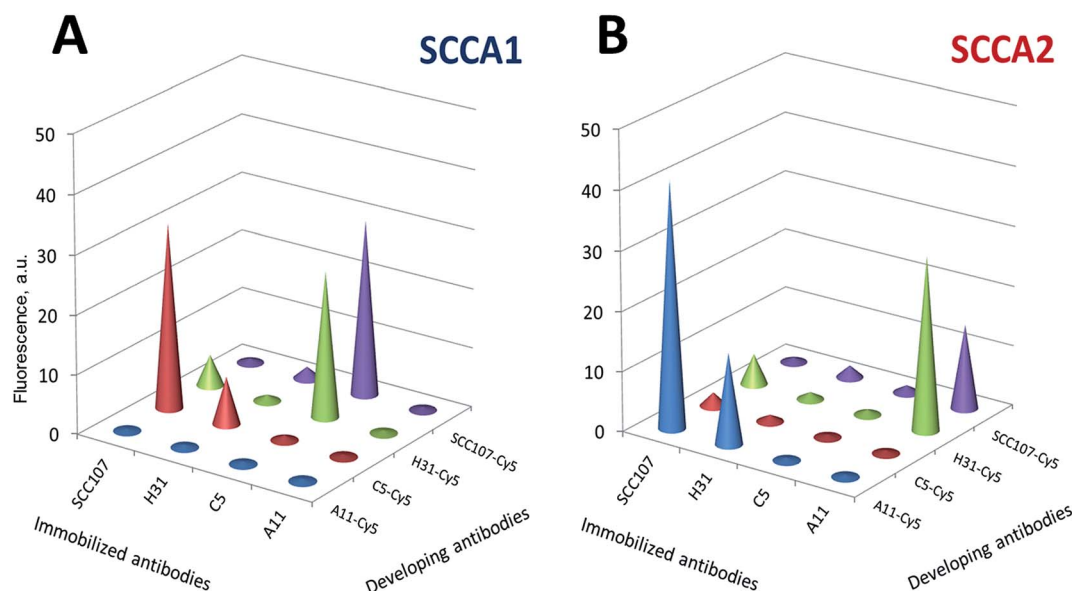 A
SCCA1
50
40
30
20
10
0
Fluorescence, a.u.
SCC107
H31
C5
A11
A11-Cy5
C5-Cy5
H31-Cy5
SCC107-Cy5
Immobilized antibodies
Developing antibodies
B
SCCA2
50
40
30
20
10
0
SCC107
H31
C5
A11
A11-Cy5
C5-Cy5
H31-Cy5
SCC107-Cy5
Immobilized antibodies
Developing antibodies